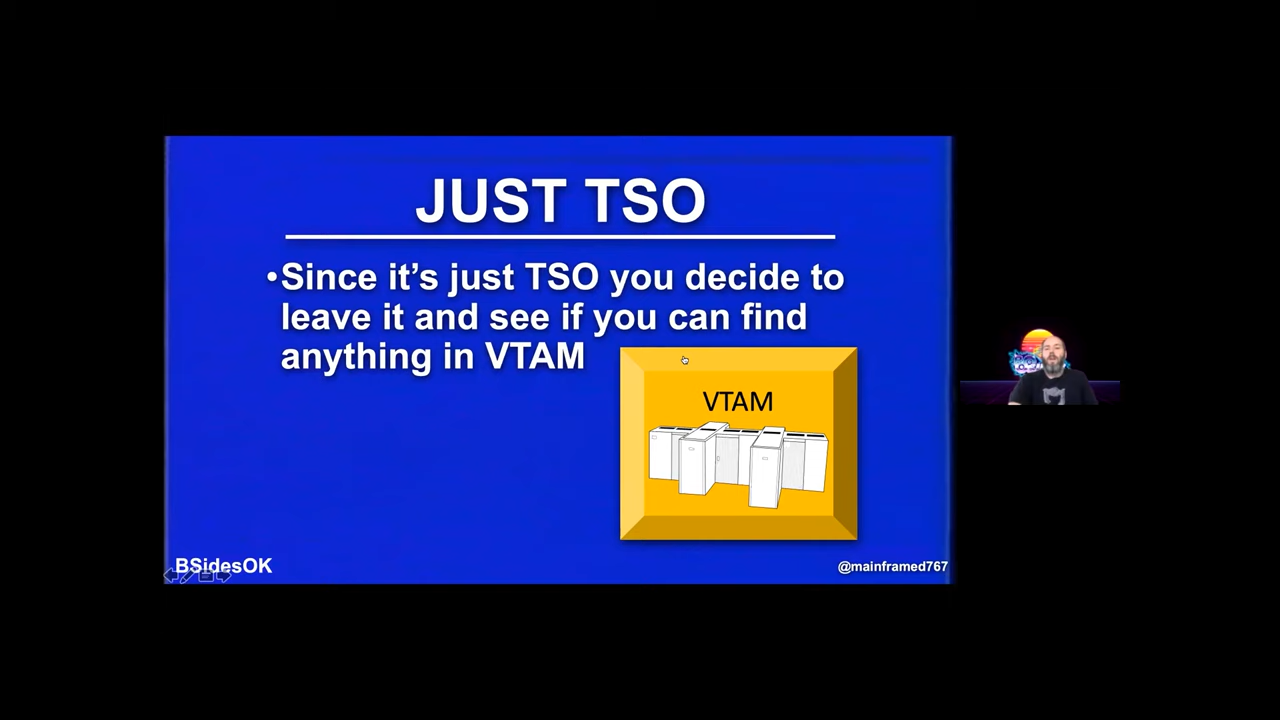 JUST TSO
•Since it’s just TSO you decide to
leave it and see if you can find
anything in VTAM
VTAM
BSidesOK
@mainframed767